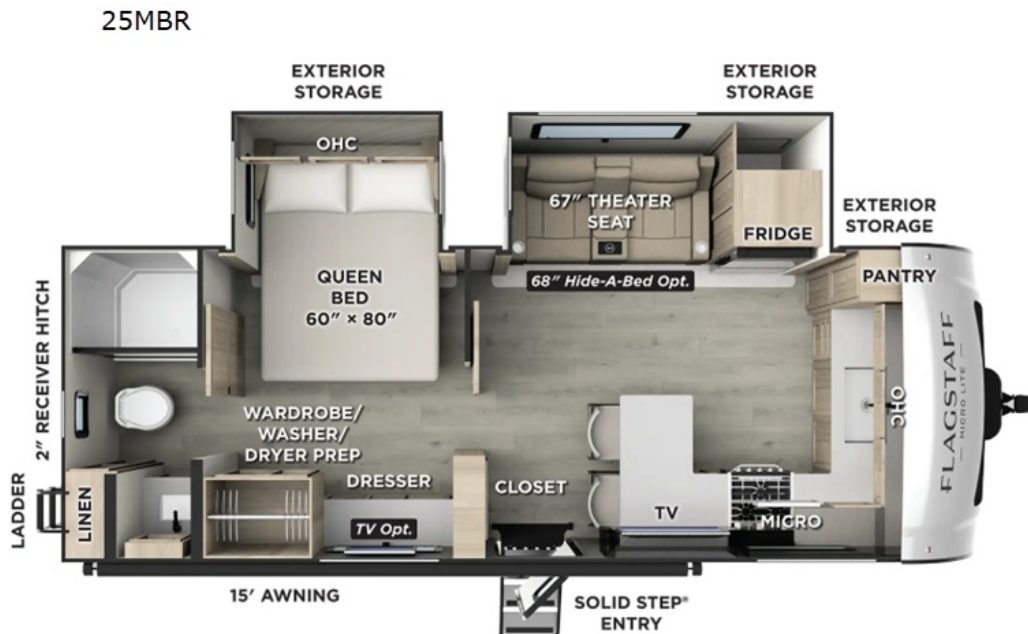 25MBR
EXTERIOR
STORAGE
EXTERIOR
STORAGE
OHC
67" THEATER
SEAT
EXTERIOR
STORAGE
FRIDGE
PANTRY
QUEEN
BED
60" × 80"
68" Hide-A-Bed Opt.
2" RECEIVER HITCH
FLAGSTAFF
MICRO LITE
OHC
WARDROBE/
WASHER/
DRYER PREP
DRESSER
CLOSET
LADDER
LINEN
TV Opt.
TV
MICRO
15' AWNING
SOLID STEP®
ENTRY